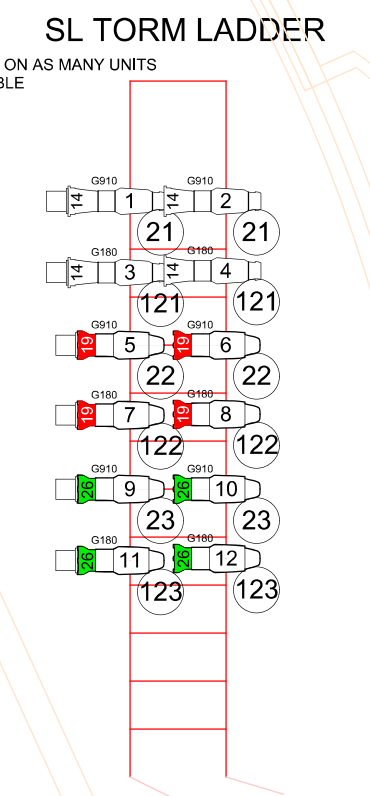 SL TORM LADDER
ON AS MANY UNITS
BLE
G910 G910
14 1 14 2
21 21
G180 G180
14 3 14 4
121 121
G910 G910
19 5 19 6
22 22
G180 G180
19 7 19 8
122 122
G910 G910
26 9 26 10
23 23
G180 G180
26 11 26 12
123 123